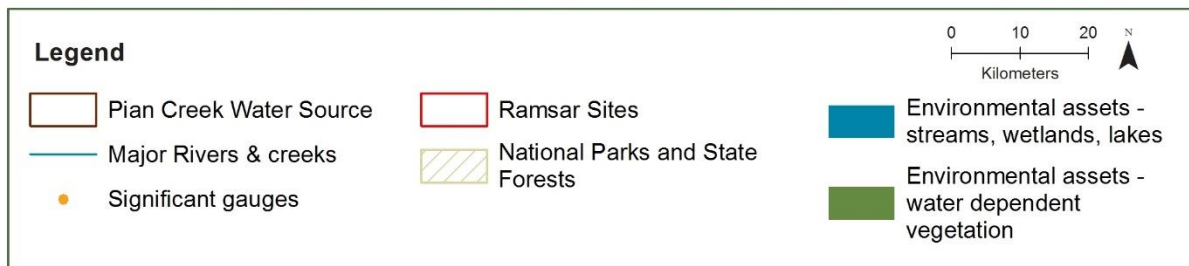 Legend
Pian Creek Water Source
Major Rivers & creeks
Significant gauges
Ramsar Sites
National Parks and State
Forests
0 10 20
Kilometers
N
Environmental assets -
streams, wetlands, lakes
Environmental assets -
water dependent
vegetation